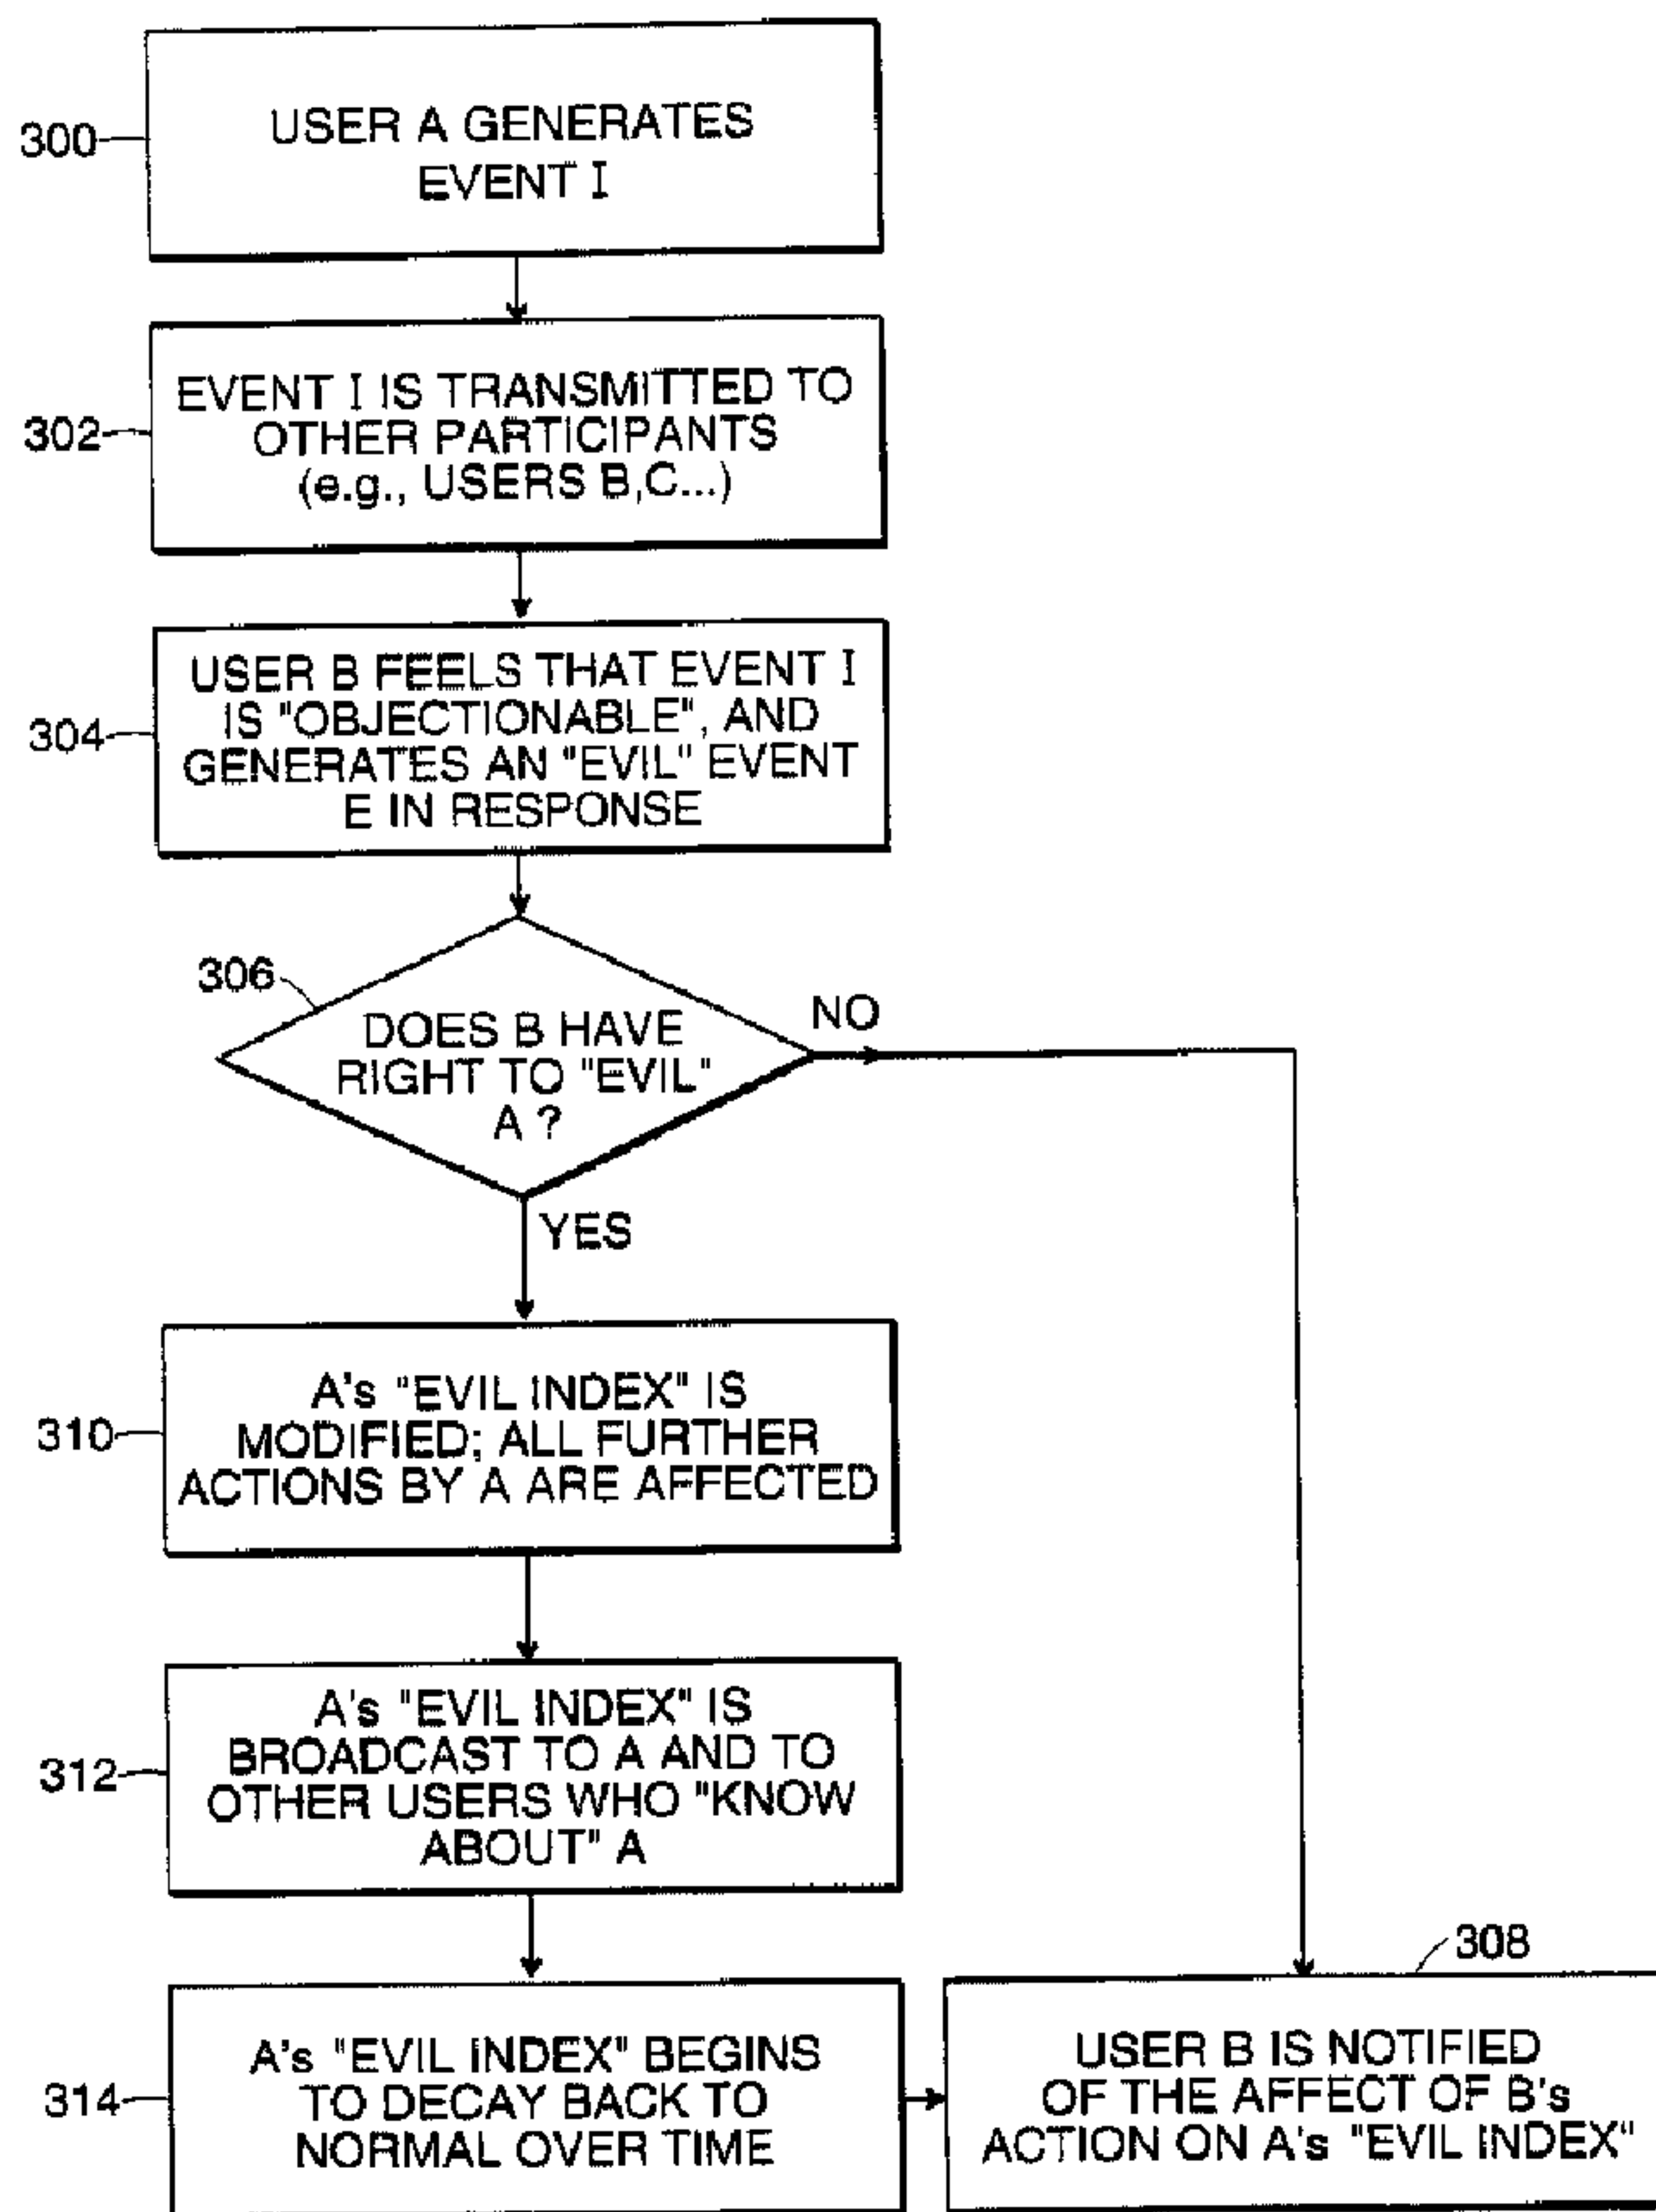 300
USER A GENERATES
EVENT I
302
EVENT I IS TRANSMITTED TO
OTHER PARTICIPANTS
(e.g., USERS B,C...)
304
USER B FEELS THAT EVENT I
IS "OBJECTIONABLE", AND
GENERATES AN "EVIL" EVENT
E IN RESPONSE
306
DOES B HAVE
RIGHT TO "EVIL"
A ?
NO
YES
310
A's "EVIL INDEX" IS
MODIFIED; ALL FURTHER
ACTIONS BY A ARE AFFECTED
312
A's "EVIL INDEX" IS
BROADCAST TO A AND TO
OTHER USERS WHO "KNOW
ABOUT" A
314
A's "EVIL INDEX" BEGINS
TO DECAY BACK TO
NORMAL OVER TIME
308
USER B IS NOTIFIED
OF THE AFFECT OF B's
ACTION ON A's "EVIL INDEX"